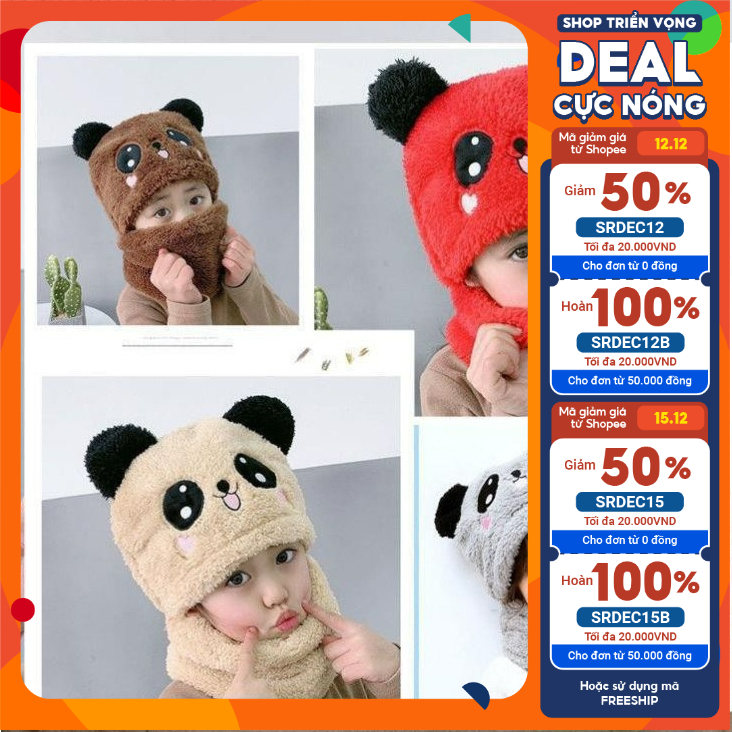 SHOP TRIỂN VỌNG
DEAL
CỰC NÓNG
Mã giảm giá
từ Shopee
12.12
Giảm 50%
SRDEC12
Tối đa 20.000VND
Cho đơn từ 0 đồng
Hoàn 100%
SRDEC12B
Tối đa 20.000VND
Cho đơn từ 50.000 đồng
Mã giảm giá
từ Shopee
15.12
Giảm 50%
SRDEC15
Tối đa 20.000VND
Cho đơn từ 0 đồng
Hoàn 100%
SRDEC15B
Tối đa 20.000VND
Cho đơn từ 50.000 đồng
Hoặc sử dụng mã
FREESHIP